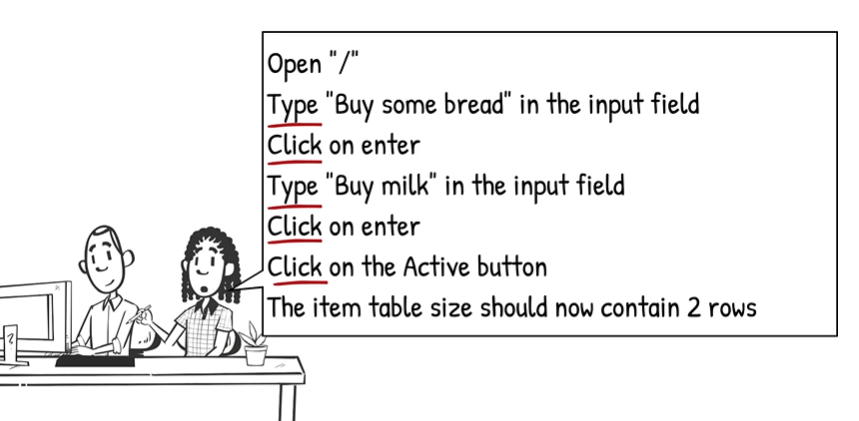 Open "/"
Type "Buy some bread" in the input field
Click on enter
Type "Buy milk" in the input field
Click on enter
Click on the Active button
The item table size should now contain 2 rows
?